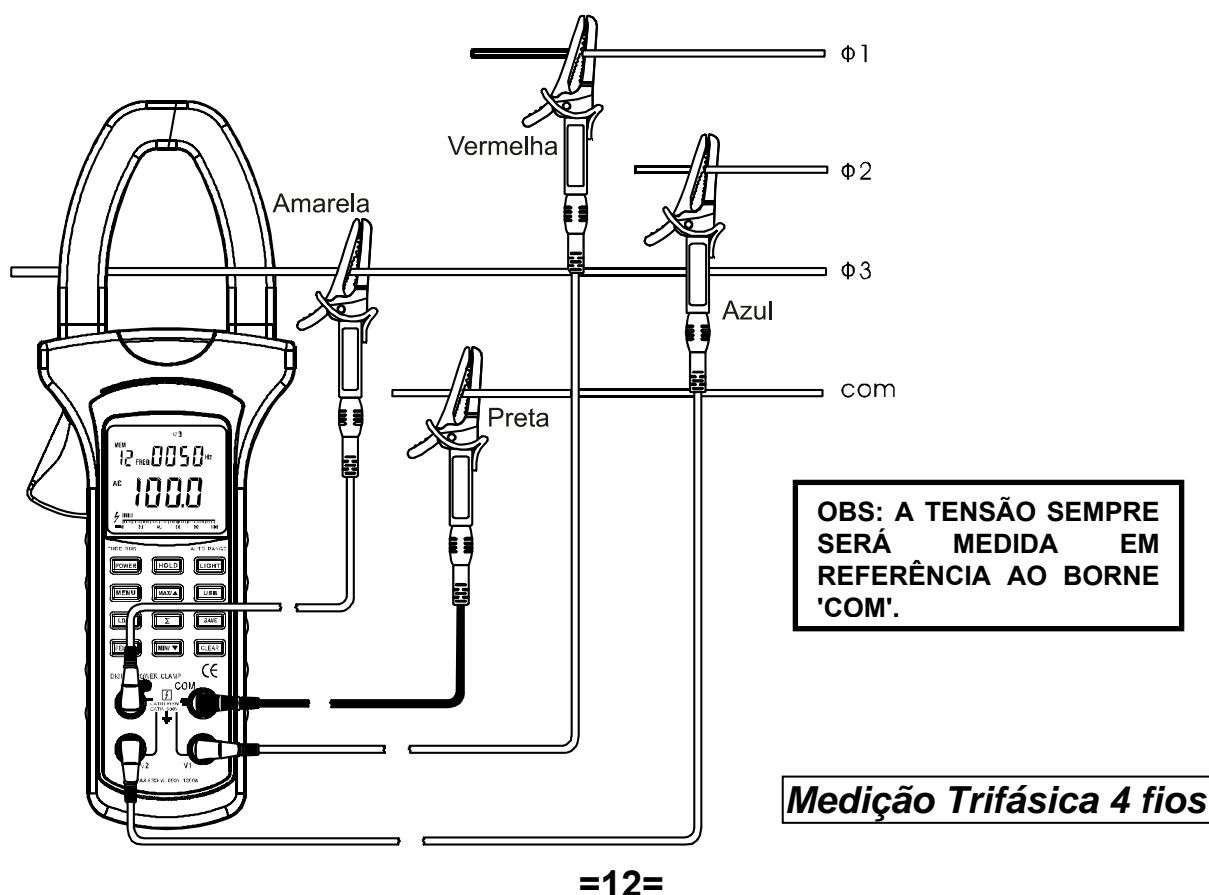 Φ1
Vermelha
Φ2
Amarela
Φ3
Azul
com
Preta
MEM
12 FREQ 0050 Hz
AC 100.0
POWER HOLD LIGHT
MENU MAX/▲ USB
Σ SAVE
MIN/▼ CLEAR
CE
COM
V1
OBS: A TENSÃO SEMPRE
SERÁ MEDIDA EM
REFERÊNCIA AO BORNE
'COM'.
Medição Trifásica 4 fios
=12=